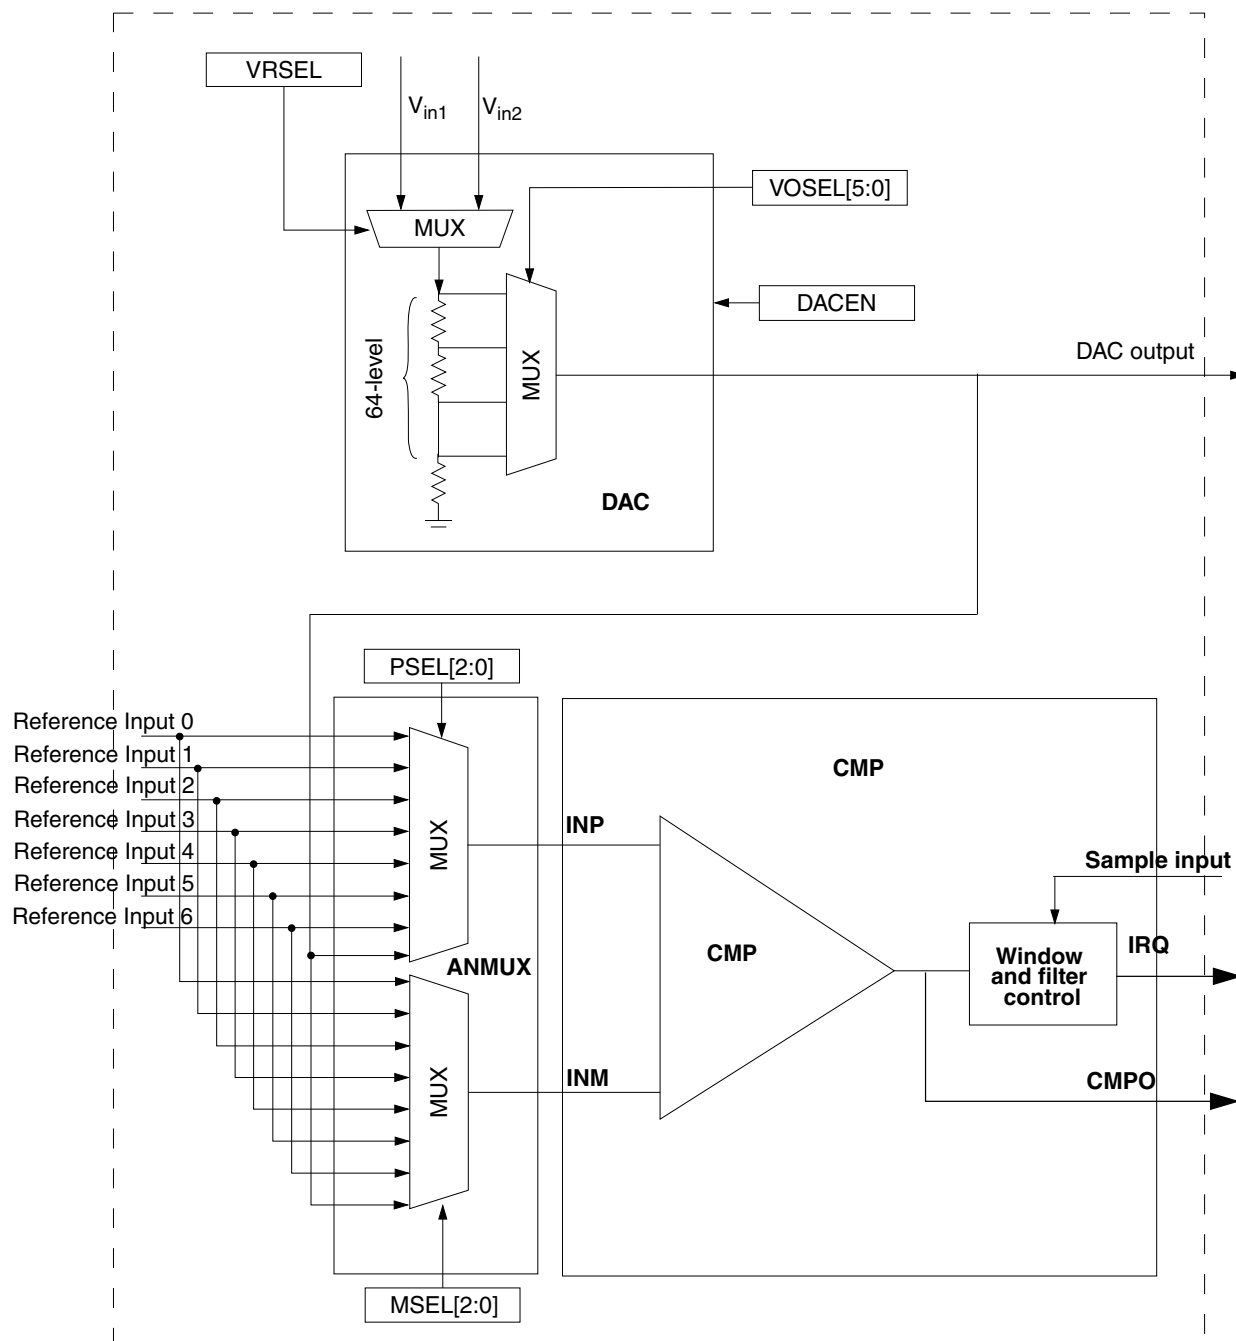 VRSEL
Vin1
Vin2
VOSEL[5:0]
MUX
DACEN
64-level
MUX
DAC output
DAC
PSEL[2:0]
Reference Input 0
Reference Input 1
Reference Input 2
Reference Input 3
Reference Input 4
Reference Input 5
Reference Input 6
MUX
ANMUX
MUX
MSEL[2:0]
CMP
INP
INM
CMP
Sample input
Window
and filter
control
IRQ
CMPO